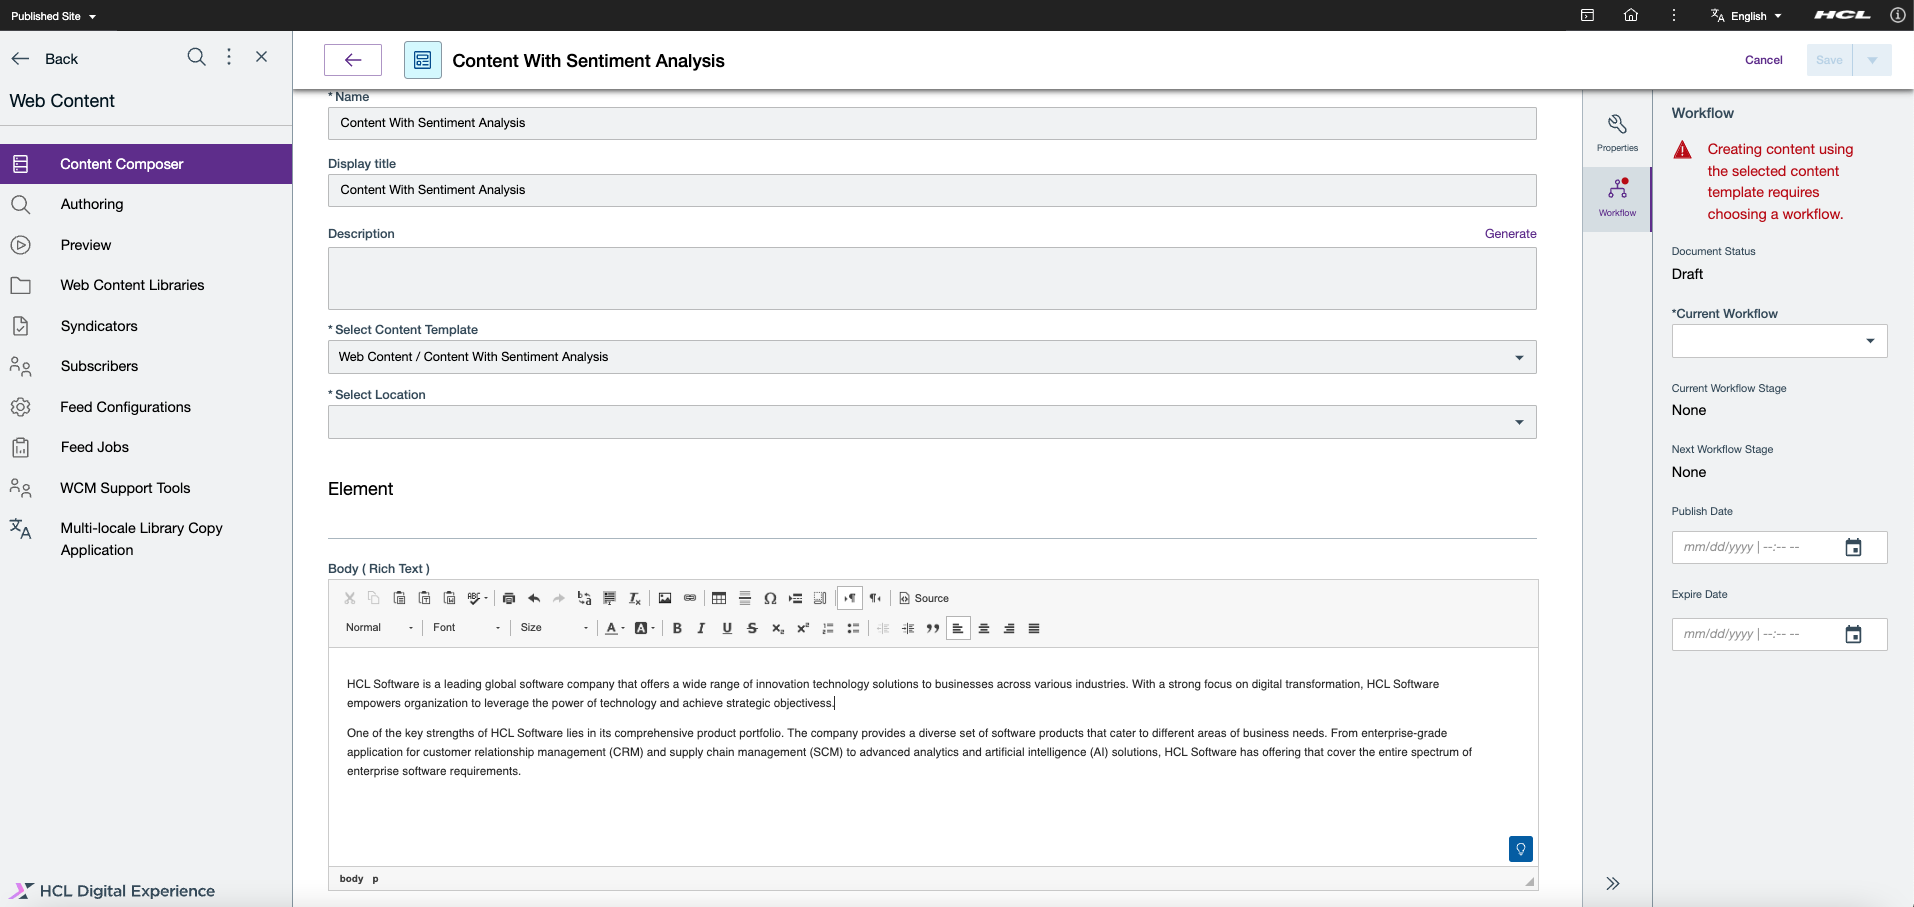 Published Site
English
HCL
Back
Web Content
Content Composer
Authoring
Preview
Web Content Libraries
Syndicators
Subscribers
Feed Configurations
Feed Jobs
WCM Support Tools
Multi-locale Library Copy
Application
HCL Digital Experience
Content With Sentiment Analysis
Cancel
Save
* Name
Content With Sentiment Analysis
Display title
Content With Sentiment Analysis
Description
Generate
* Select Content Template
Web Content / Content With Sentiment Analysis
* Select Location
Element
Body ( Rich Text )
Source
Normal
Font
Size
HCL Software is a leading global software company that offers a wide range of innovation technology solutions to businesses across various industries. With a strong focus on digital transformation, HCL Software
empowers organization to leverage the power of technology and achieve strategic objectivess.
One of the key strengths of HCL Software lies in its comprehensive product portfolio. The company provides a diverse set of software products that cater to different areas of business needs. From enterprise-grade
application for customer relationship management (CRM) and supply chain management (SCM) to advanced analytics and artificial intelligence (AI) solutions, HCL Software has offering that cover the entire spectrum of
enterprise software requirements.
body p
Properties
Workflow
Workflow
Creating content using
the selected content
template requires
choosing a workflow.
Document Status
Draft
*Current Workflow
Current Workflow Stage
None
Next Workflow Stage
None
Publish Date
mm/dd/yyyy | --:-- --
Expire Date
mm/dd/yyyy | --:-- --